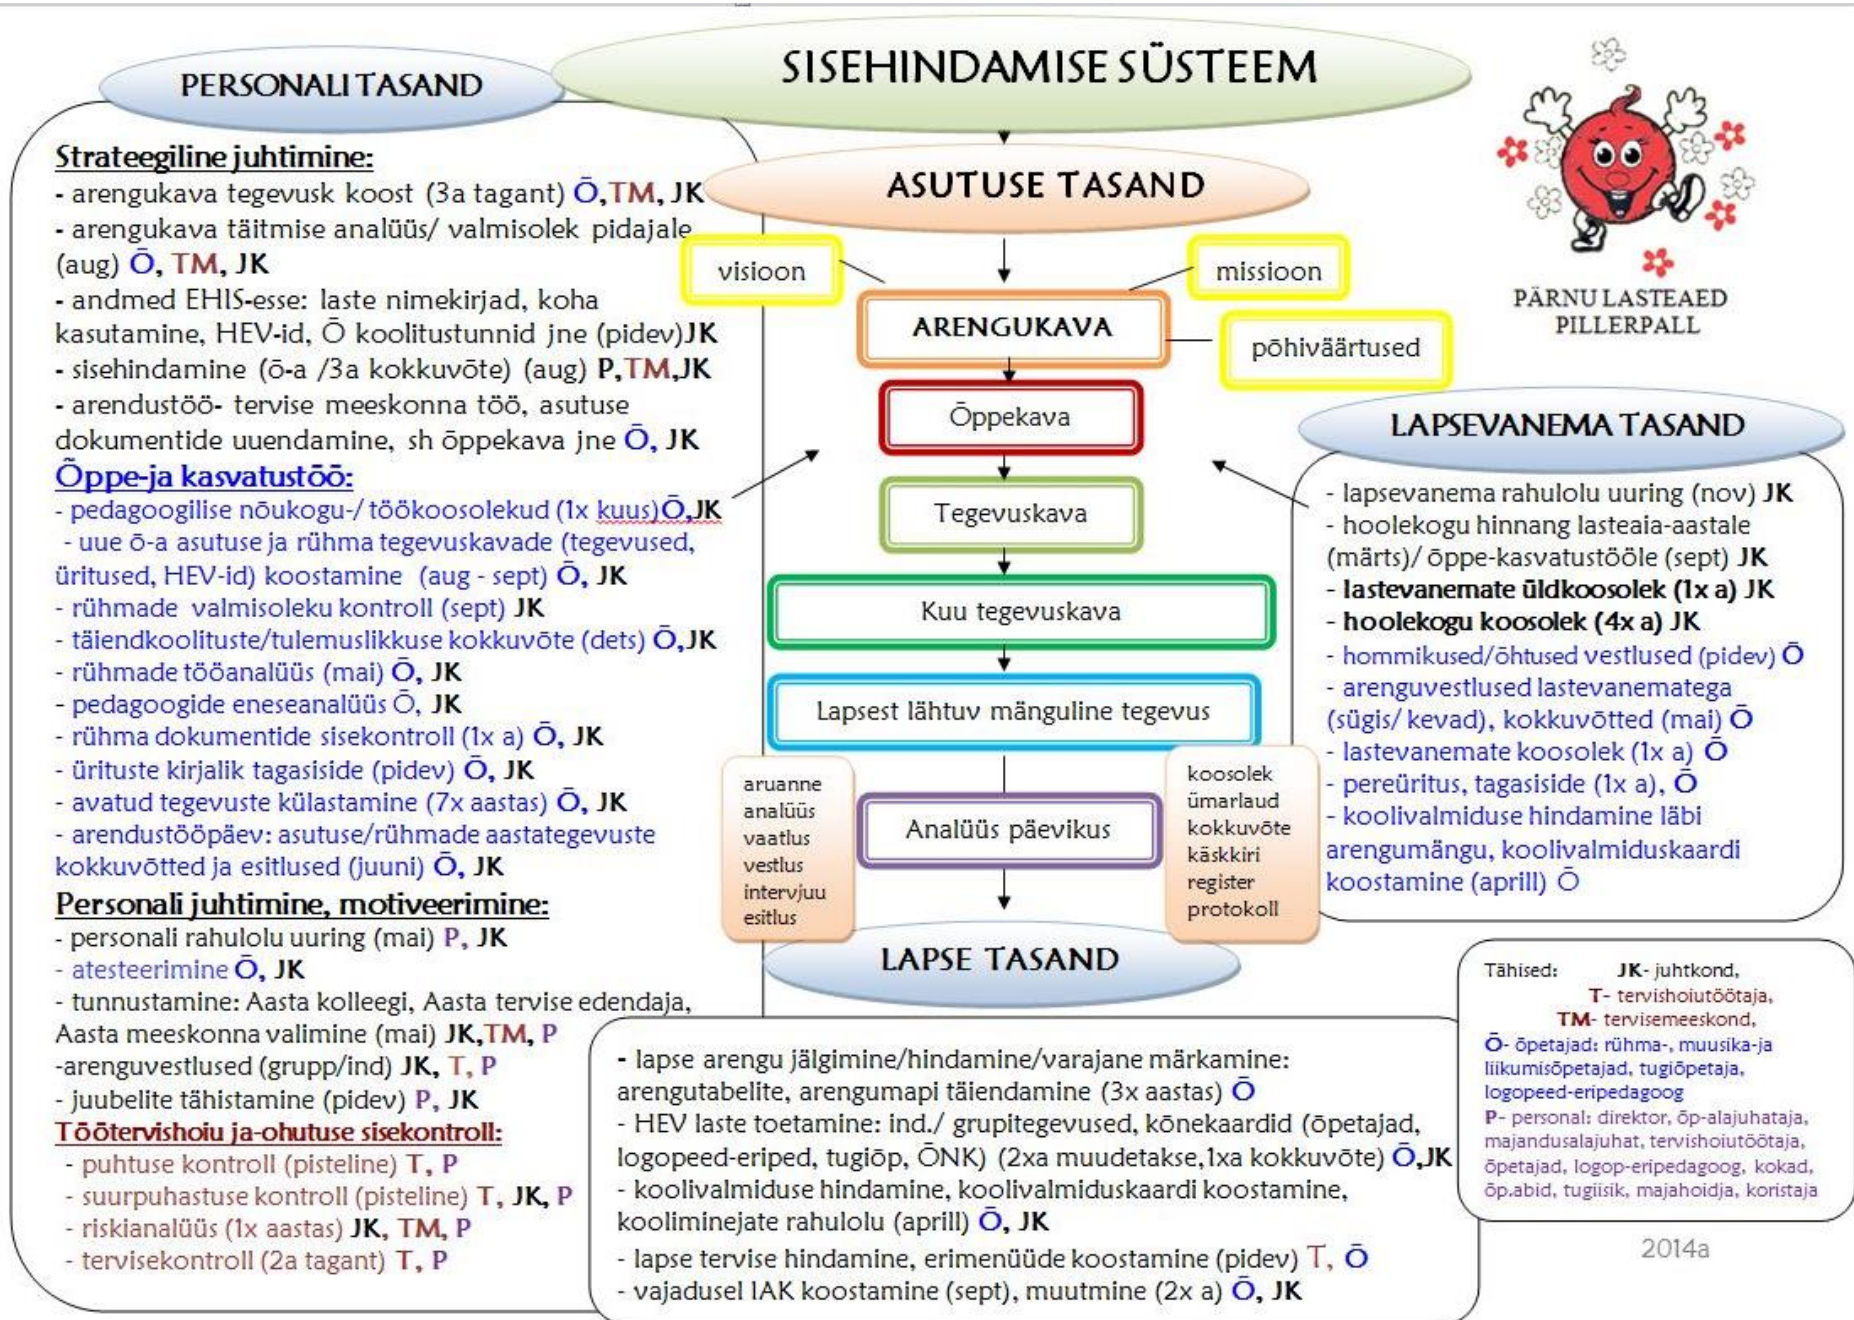 SISEHINDAMISE SÜSTEEM
PERSONALI TASAND
Strateegiline juhtimine:
- arengukava tegevusk koost (3a tagant) Õ,TM, JK
- arengukava täitmise analüüs/ valmisolek pidajale
(aug) Õ, TM, JK
- andmed EHIS-esse: laste nimekirjad, koha
kasutamine, HEV-id, Õ koolitustunnid jne (pidev)JK
- sisehindamine (õ-a /3a kokkuvõte) (aug) P,TM,JK
- arendustöö- tervise meeskonna töö, asutuse
dokumentide uuendamine, sh õppekava jne Õ, JK
Õppe-ja kasvatustöö:
- pedagoogilise nõukogu-/ töökoosolekud (1x kuus)Õ,JK
- uue õ-a asutuse ja rühma tegevuskavade (tegevused,
üritused, HEV-id) koostamine (aug - sept) Õ, JK
- rühmade valmisoleku kontroll (sept) JK
- täiendkoolituste/tulemuslikkuse kokkuvõte (dets) Õ,JK
- rühmade tööanalüüs (mai) Õ, JK
- pedagoogide eneseanalüüs Õ, JK
- rühma dokumentide sisekontroll (1x a) Õ, JK
- ürituste kirjalik tagasiside (pidev) Õ, JK
- avatud tegevuste külastamine (7x aastas) Õ, JK
- arendustööpäev: asutuse/rühmade aastategevuste
kokkuvõtted ja esitlused (juuni) Õ, JK
Personali juhtimine, motiveerimine:
- personali rahulolu uuring (mai) P, JK
- atesteerimine Õ, JK
- tunnustamine: Aasta kolleegi, Aasta tervise edendaja,
Aasta meeskonna valimine (mai) JK,TM, P
-arenguvestlused (grupp/ind) JK, T, P
- juubelite tähistamine (pidev) P, JK
Töötervishoiu ja-ohutuse sisekontroll:
- puhtuse kontroll (pisteline) T, P
- suurpuhastuse kontroll (pisteline) T, JK, P
- riskianalüüs (1x aastas) JK, TM, P
- tervisekontroll (2a tagant) T, P
ASUTUSE TASAND
visioon
missioon
ARENGUKAVA
põhiväärtused
Õppekava
Tegevuskava
Kuu tegevuskava
Lapsest lähtuv mänguline tegevus
aruanne
analüüs
vaatlus
vestlus
intervjuu
esitlus
Analüüs päevikus
koosolek
ümarlaud
kokkuvõte
käskkiri
register
protokoll
LAPSE TASAND
- lapse arengu jälgimine/hindamine/varajane märkamine:
arengutabelite, arengumapi täiendamine (3x aastas) Õ
- HEV laste toetamine: ind./ grupitegevused, kõnekaardid (õpetajad,
logopeed-eriped, tugiõp, ÕNK) (2xa muudetakse,1xa kokkuvõte) Õ,JK
- koolivalmiduse hindamine, koolivalmiduskaardi koostamine,
kooliminejate rahulolu (aprill) Õ, JK
- lapse tervise hindamine, erimenüüde koostamine (pidev) T, Õ
- vajadusel IAK koostamine (sept), muutmine (2x a) Õ, JK
PÄRNU LASTEAED
PILLERPALL
LAPSEVANEMA TASAND
- lapsevanema rahulolu uuring (nov) JK
- hoolekogu hinnang lasteaia-aastale
(märts)/ õppe-kasvatustööle (sept) JK
- lastevanemate üldkoosolek (1x a) JK
- hoolekogu koosolek (4x a) JK
- hommikused/õhtused vestlused (pidev) Õ
- arenguvestlused lastevanematega
(sügis/ kevad), kokkuvõtted (mai) Õ
- lastevanemate koosolek (1x a) Õ
- pereüritus, tagasiside (1x a), Õ
- koolivalmiduse hindamine läbi
arengumängu, koolivalmiduskaardi
koostamine (aprill) Õ
Tähised: JK- juhtkond,
T- tervishoiutöötaja,
TM- tervisemeeskond,
Õ- õpetajad: rühma-, muusika-ja
liikumisõpetajad, tugiõpetaja,
logopeed-eripedagoog
P- personal: direktor, õp-alajuhataja,
majandusalajuhat, tervishoiutöötaja,
õpetajad, logop-eripedagoog, kokad,
õp.abid, tugiisik, majahoidja, koristaja
2014a